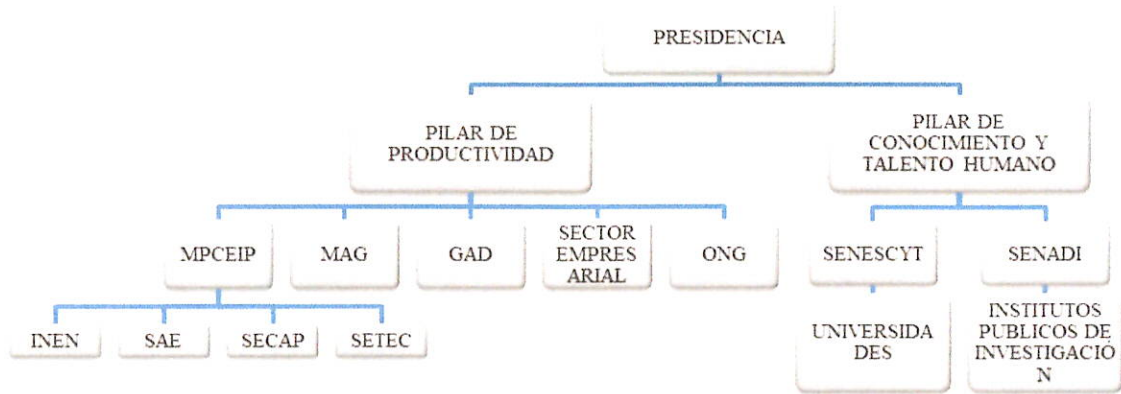 PRESIDENCIA
PILAR DE
PRODUCTIVIDAD
PILAR DE
CONOCIMIENTO Y
TALENTO HUMANO
MPCEIP
MAG
GAD
SECTOR
EMPRES
ARIAL
ONG
SENESCYT
SENADI
INEN
SAE
SECAP
SETEC
UNIVERSIDA
DES
INSTITUTOS
PUBLICOS DE
INVESTIGACIÓ
N